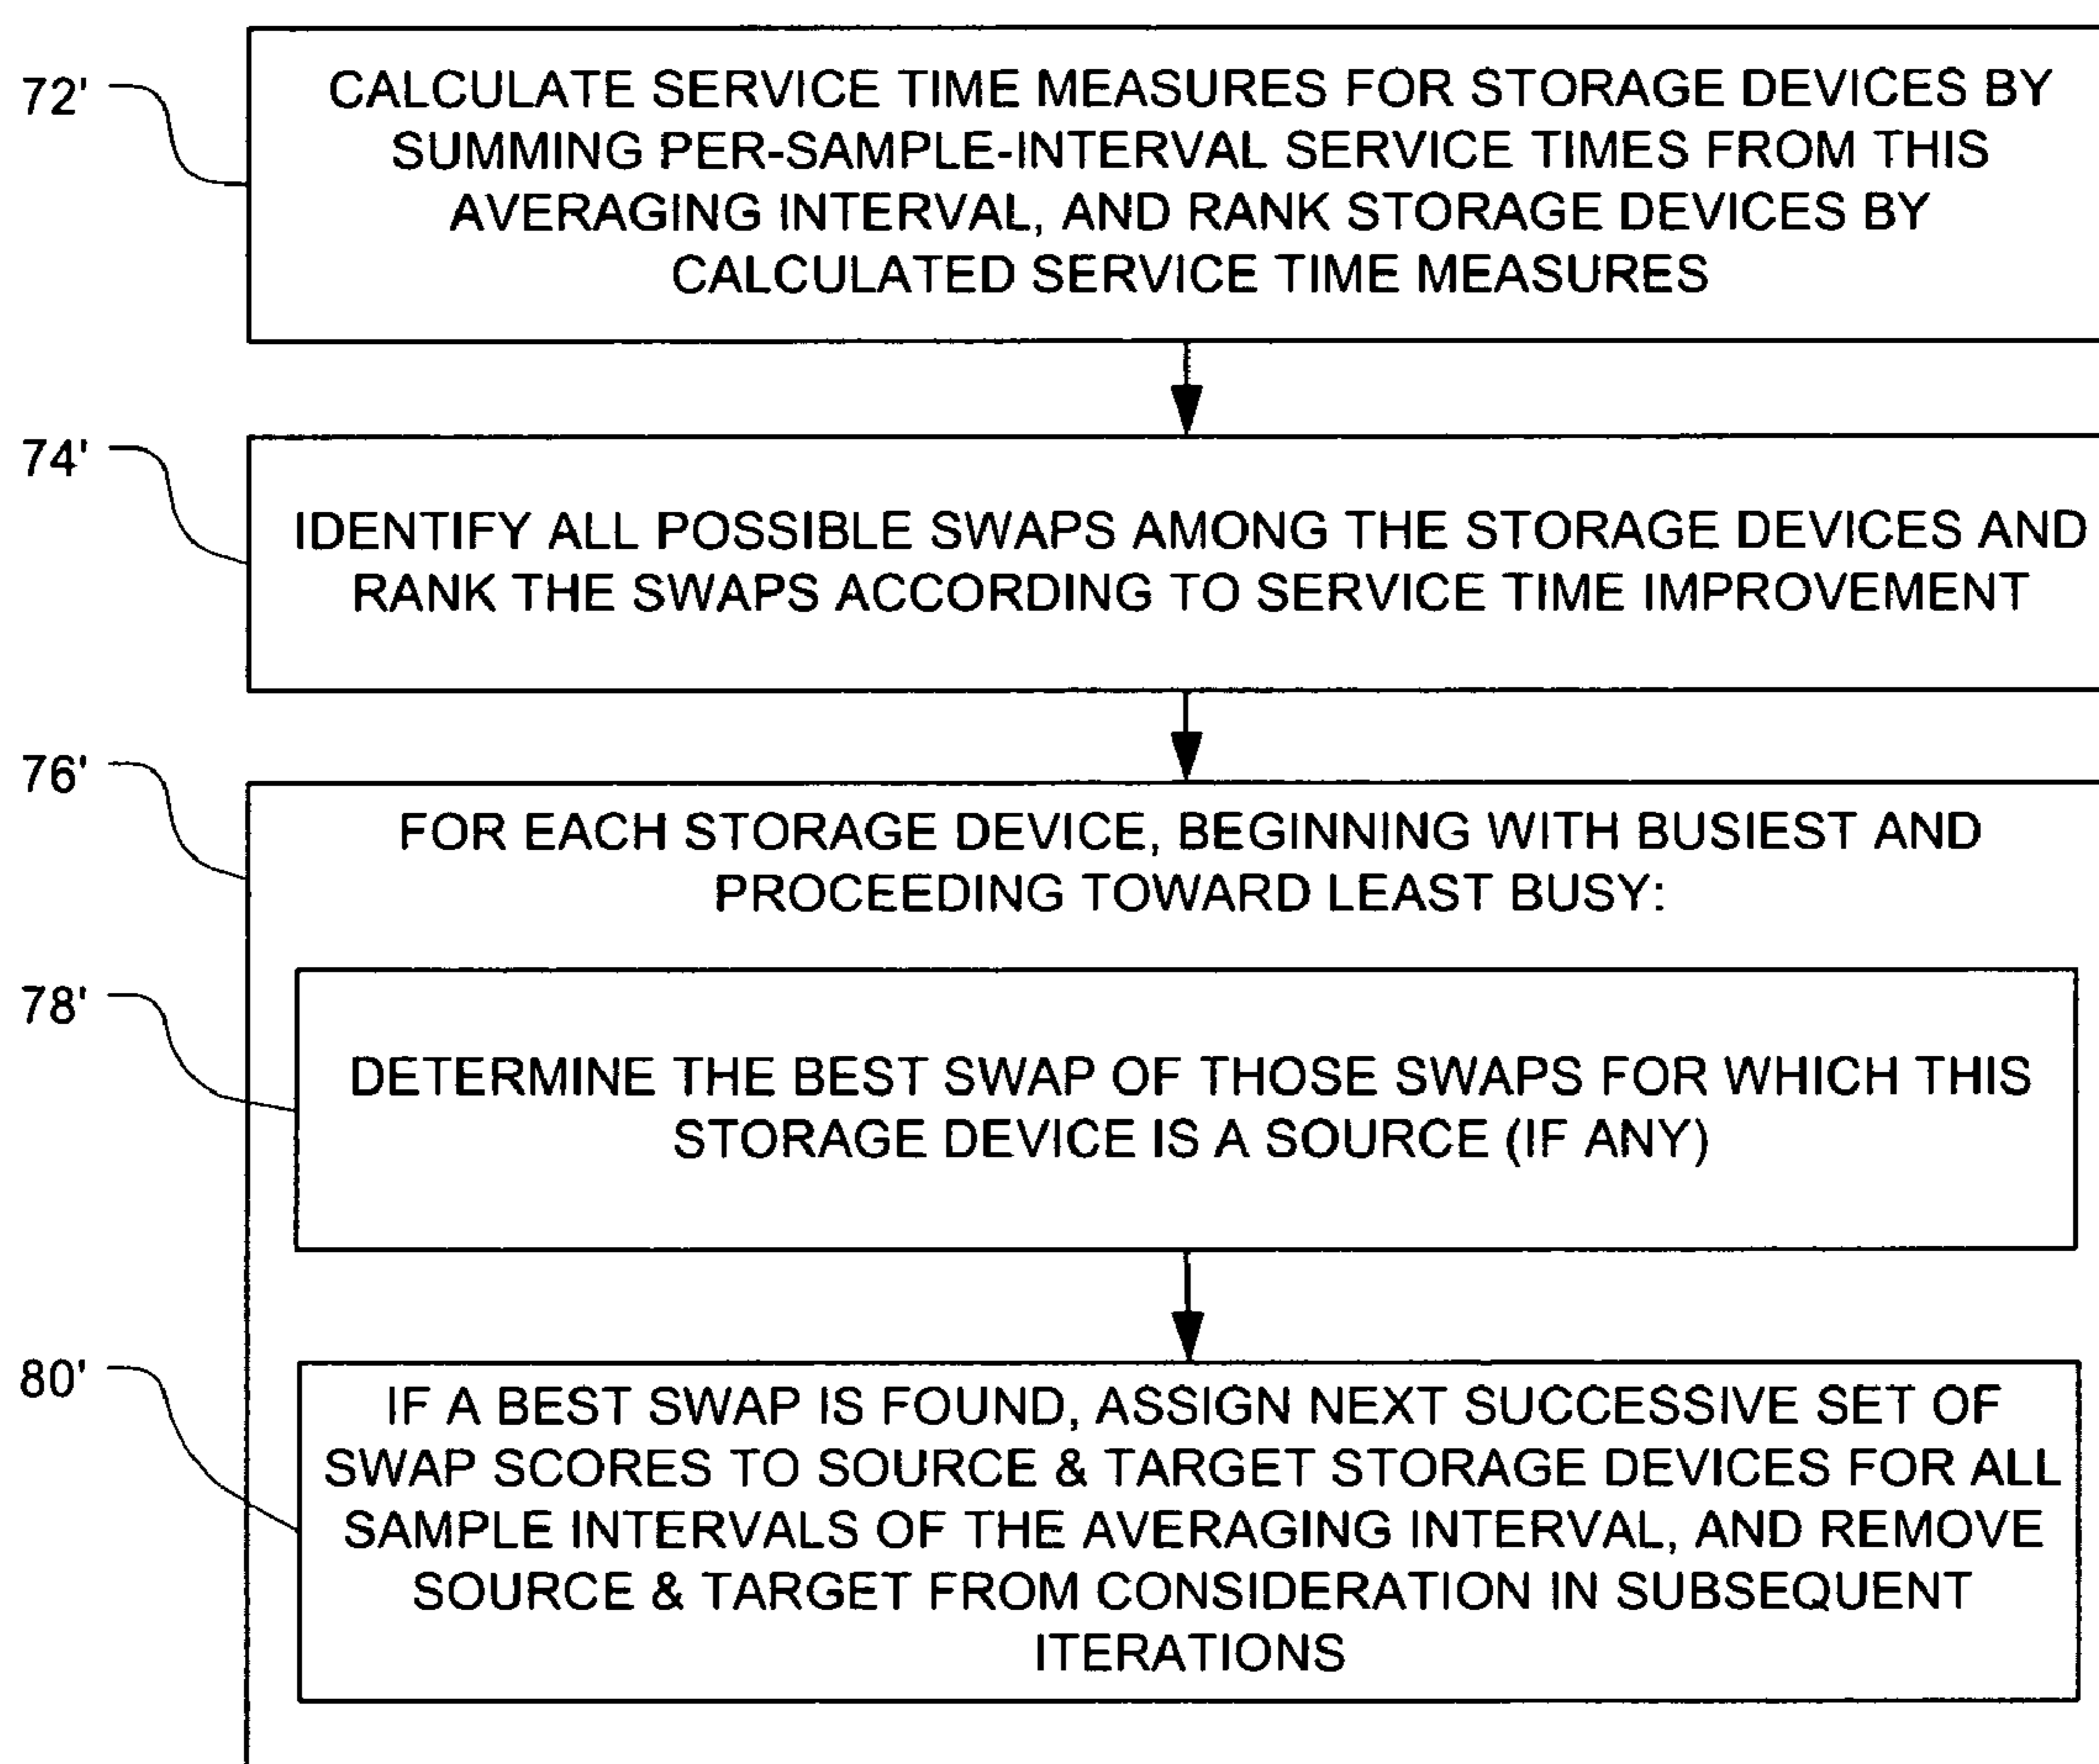 72'
CALCULATE SERVICE TIME MEASURES FOR STORAGE DEVICES BY
SUMMING PER-SAMPLE-INTERVAL SERVICE TIMES FROM THIS
AVERAGING INTERVAL, AND RANK STORAGE DEVICES BY
CALCULATED SERVICE TIME MEASURES
74'
IDENTIFY ALL POSSIBLE SWAPS AMONG THE STORAGE DEVICES AND
RANK THE SWAPS ACCORDING TO SERVICE TIME IMPROVEMENT
76'
FOR EACH STORAGE DEVICE, BEGINNING WITH BUSIEST AND
PROCEEDING TOWARD LEAST BUSY:
78'
DETERMINE THE BEST SWAP OF THOSE SWAPS FOR WHICH THIS
STORAGE DEVICE IS A SOURCE (IF ANY)
80'
IF A BEST SWAP IS FOUND, ASSIGN NEXT SUCCESSIVE SET OF
SWAP SCORES TO SOURCE & TARGET STORAGE DEVICES FOR ALL
SAMPLE INTERVALS OF THE AVERAGING INTERVAL, AND REMOVE
SOURCE & TARGET FROM CONSIDERATION IN SUBSEQUENT
ITERATIONS